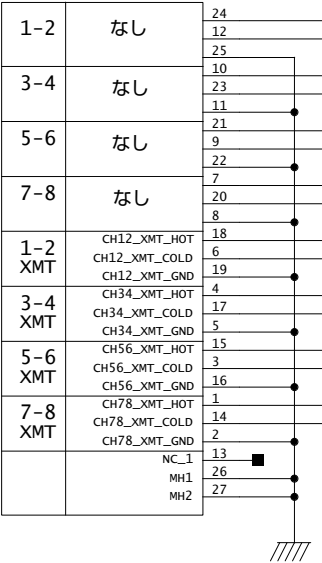 24
1-2 なし 12
25
10
3-4 なし 23
11
21
5-6 なし 9
22
7
7-8 なし 20
8
CH12_XMT_HOT 18
1-2 XMT CH12_XMT_COLD 6
CH12_XMT_GND 19
CH34_XMT_HOT 4
3-4 XMT CH34_XMT_COLD 17
CH34_XMT_GND 5
CH56_XMT_HOT 15
5-6 XMT CH56_XMT_COLD 3
CH56_XMT_GND 16
CH78_XMT_HOT 1
7-8 XMT CH78_XMT_COLD 14
CH78_XMT_GND 2
NC_1 13
MH1 26
MH2 27